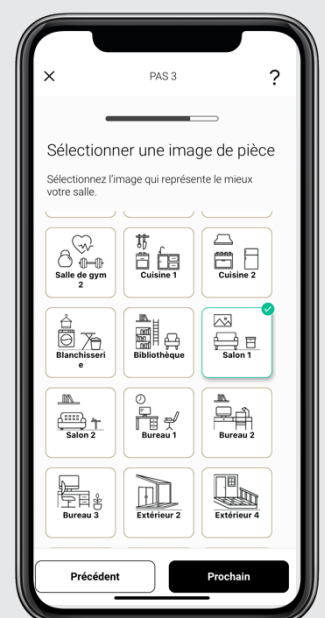 PAS 3
?
Sélectionner une image de pièce
Sélectionnez l'image qui représente le mieux
votre salle.
Salle de gym
2
Cuisine 1
Cuisine 2
Blanchisseri
e
Bibliothèque
Salon 1
Salon 2
Bureau 1
Bureau 2
Bureau 3
Extérieur 2
Extérieur 4
Précédent
Prochain